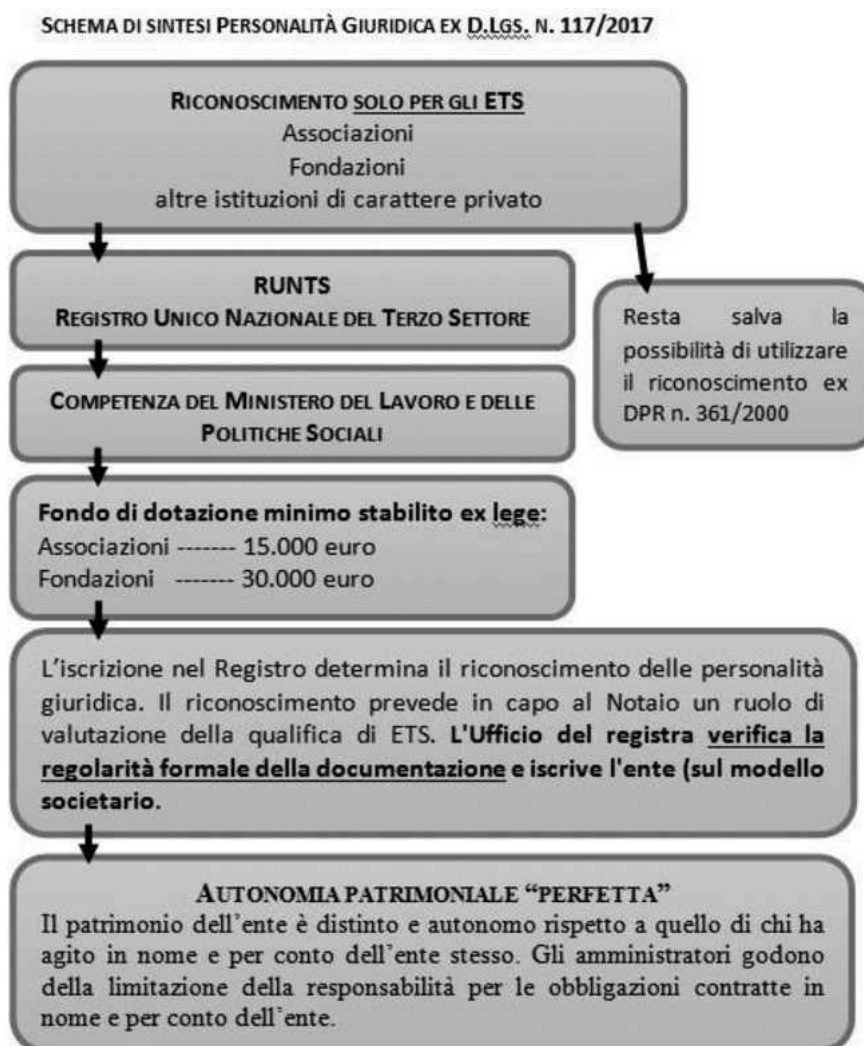 SCHEMA DI SINTESI PERSONALITÀ GIURIDICA EX D.LGS. N. 117/2017
RICONOSCIMENTO SOLO PER GLI ETS
Associazioni
Fondazioni
altre istituzioni di carattere privato
RUNTS
REGISTRO UNICO NAZIONALE DEL TERZO SETTORE
Resta salva la
possibilità di utilizzare
il riconoscimento ex
DPR n. 361/2000
COMPETENZA DEL MINISTERO DEL LAVORO E DELLE
POLITICHE SOCIALI
Fondo di dotazione minimo stabilito ex lege:
Associazioni ------- 15.000 euro
Fondazioni ------- 30.000 euro
L'iscrizione nel Registro determina il riconoscimento delle personalità
giuridica. Il riconoscimento prevede in capo al Notaio un ruolo di
valutazione della qualifica di ETS. L'Ufficio del registra verifica la
regolarità formale della documentazione e iscrive l'ente (sul modello
societario.
AUTONOMIA PATRIMONIALE “PERFETTA”
Il patrimonio dell'ente è distinto e autonomo rispetto a quello di chi ha
agito in nome e per conto dell'ente stesso. Gli amministratori godono
della limitazione della responsabilità per le obbligazioni contratte in
nome e per conto dell'ente.